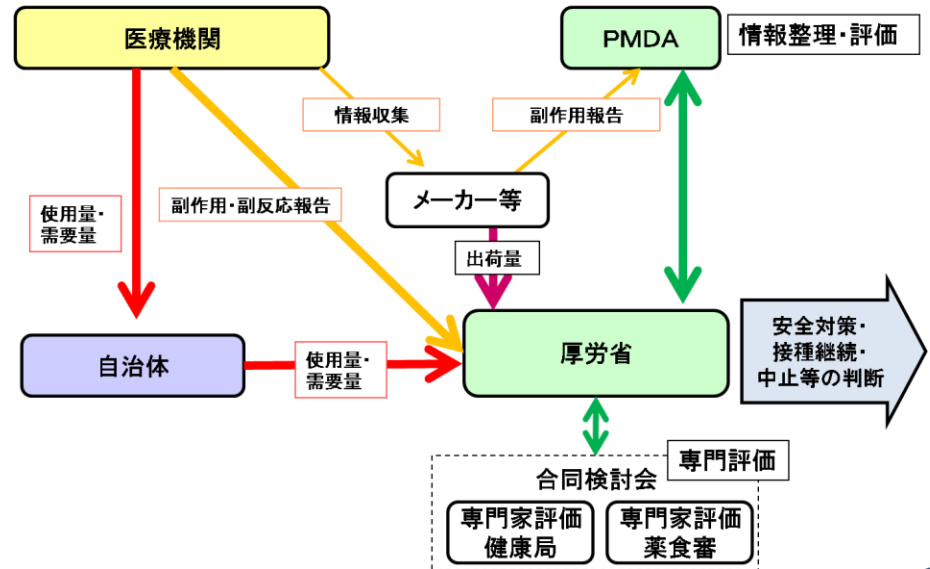 医療機関
PMDA
情報整理・評価
情報収集
副作用報告
メーカー等
使用量・
需要量
副作用・副反応報告
出荷量
自治体
使用量・
需要量
厚労省
安全対策・
接種継続・
中止等の判断
専門評価
合同検討会
専門家評価
健康局
専門家評価
薬食審